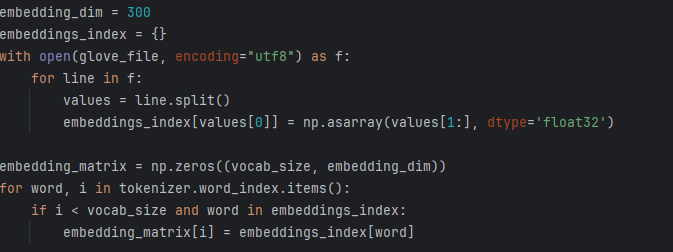 embedding_dim = 300
embeddings_index = {}
with open(glove_file, encoding="utf8") as f:
    for line in f:
        values = line.split()
        embeddings_index[values[0]] = np.asarray(values[1:], dtype='float32')
embedding_matrix = np.zeros((vocab_size, embedding_dim))
for word, i in tokenizer.word_index.items():
    if i < vocab_size and word in embeddings_index:
        embedding_matrix[i] = embeddings_index[word]